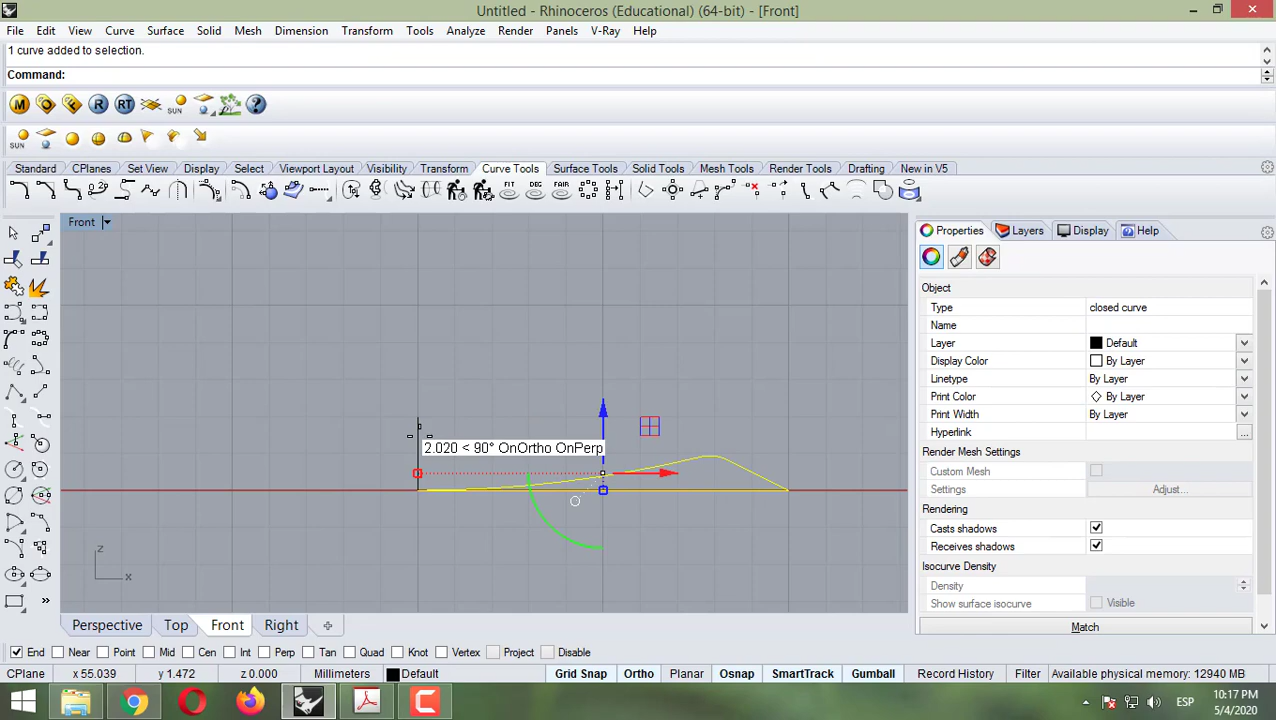 Untitled - Rhinoceros (Educational) (64-bit) - [Front]
File Edit View Curve Surface Solid Mesh Dimension Transform Tools Analyze Render Panels V-Ray Help
1 curve added to selection.
Command:
M O F R RT SUN ?
SUN
Standard CPlanes Set View Display Select Viewport Layout Visibility Transform Curve Tools Surface Tools Solid Tools Mesh Tools Render Tools Drafting New in V5
FIT DEG FAIR
Front
Properties Layers Display Help
Object
Type closed curve
Name
Layer Default
Display Color By Layer
Linetype By Layer
Print Color By Layer
Print Width By Layer
Hyperlink ...
Render Mesh Settings
Custom Mesh
Settings Adjust...
Rendering
Casts shadows
Receives shadows
Isocurve Density
Density
Show surface isocurve Visible
Match
2.020 < 90° OnOrtho OnPerp
z
x
Perspective Top Front Right
End Near Point Mid Cen Int Perp Tan Quad Knot Vertex Project Disable
CPlane x 55.039 y 1.472 z 0.000 Millimeters Default Grid Snap Ortho Planar Osnap SmartTrack Gumball Record History Filter Available physical memory: 12940 MB
ESP
10:17 PM
5/4/2020